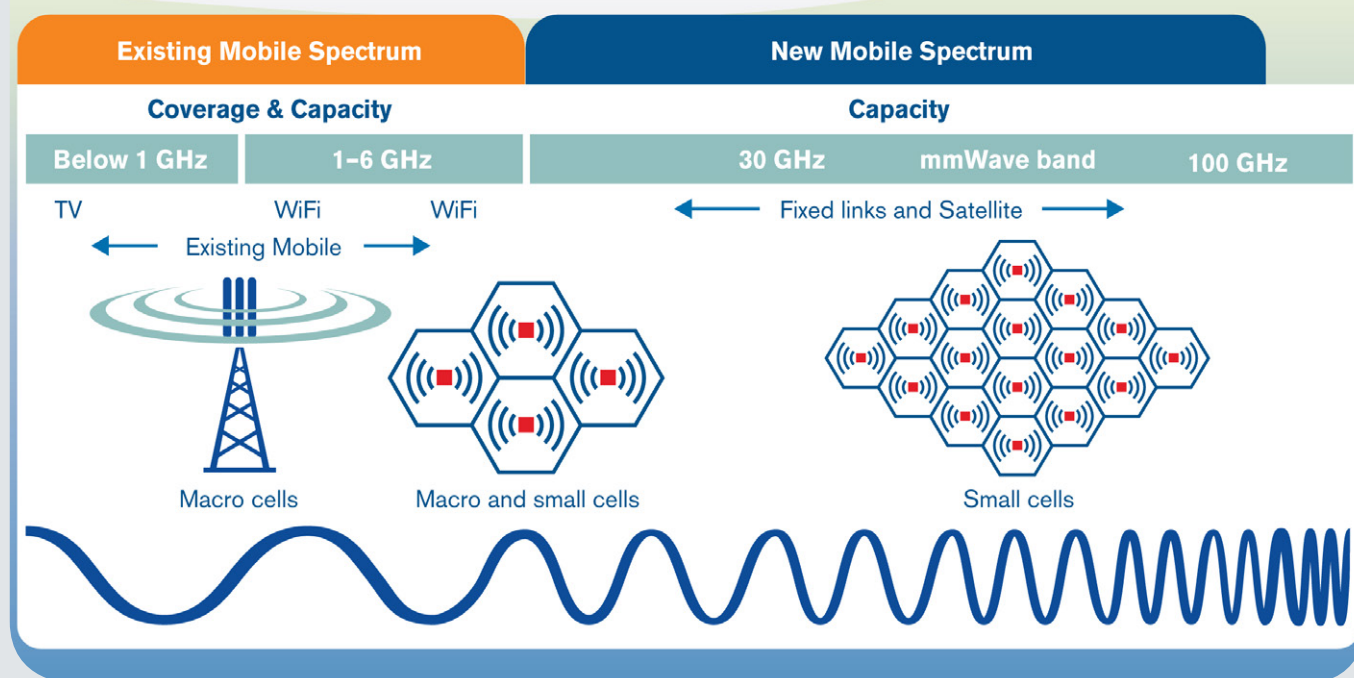 Existing Mobile Spectrum
New Mobile Spectrum
Coverage & Capacity
Capacity
Below 1 GHz
1–6 GHz
30 GHz
mmWave band
100 GHz
TV
WiFi
WiFi
Fixed links and Satellite
Existing Mobile
Macro cells
Macro and small cells
Small cells